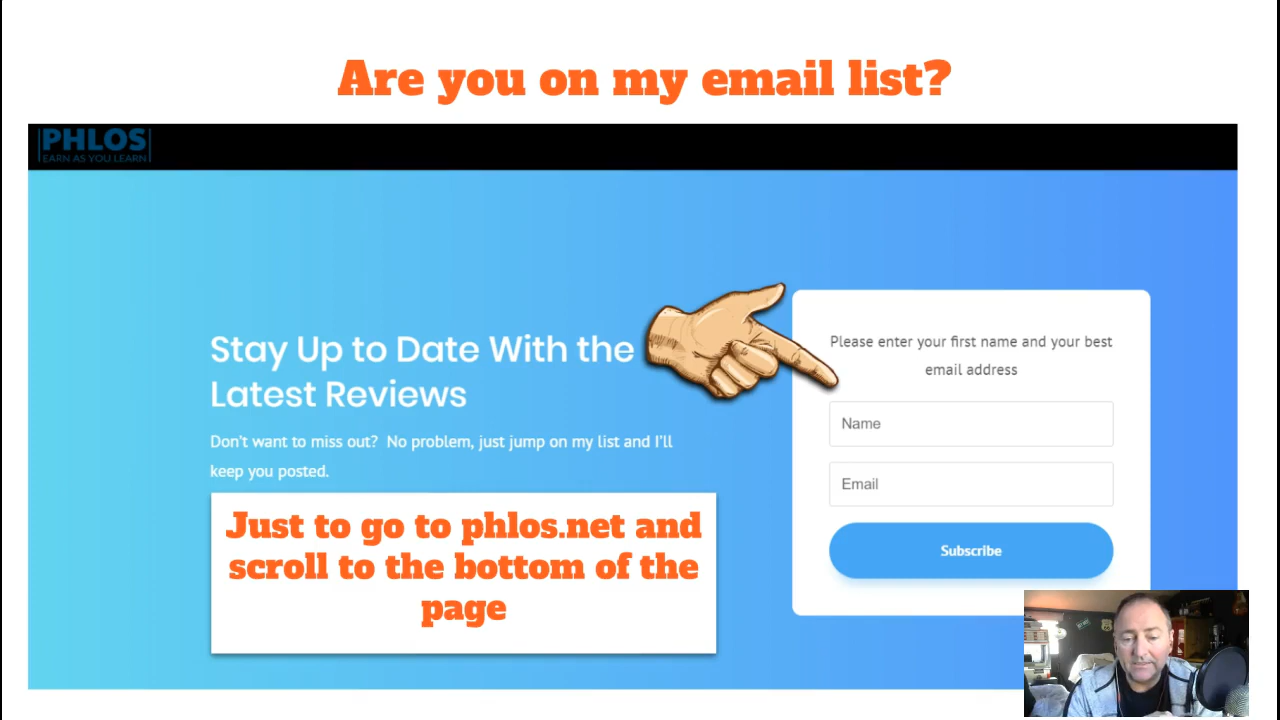 Are you on my email list?
PHLOS
EARN AS YOU LEARN
Stay Up to Date With the
Latest Reviews
Don't want to miss out?  No problem, just jump on my list and I'll
keep you posted.
Just to go to phlos.net and
scroll to the bottom of the
page
Please enter your first name and your best
email address
Name
Email
Subscribe